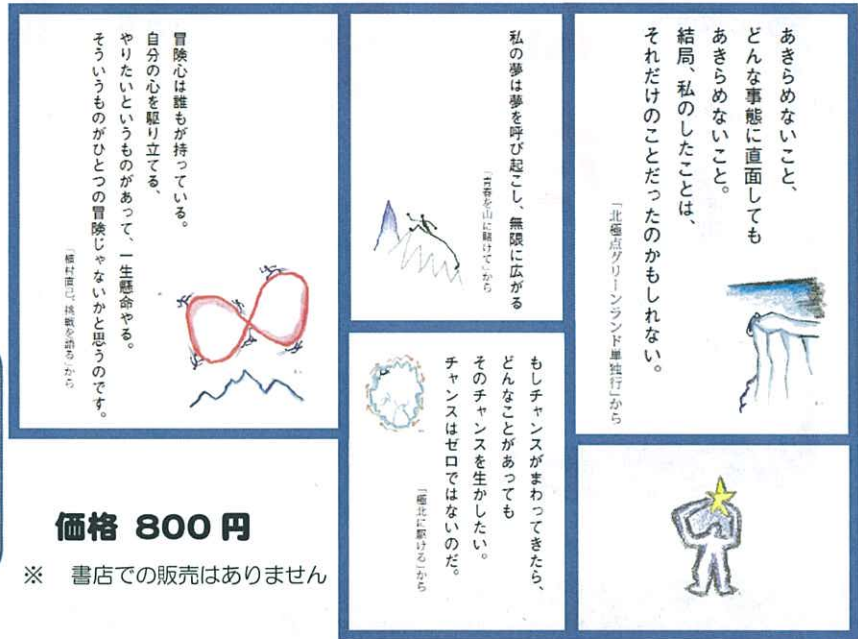 あきらめないこと、
どんな事態に直面しても
あきらめないこと。
結局、私のしたことは、
それだけのことだったのかもしれない。
「北極点グリーンランド単独行」から
私の夢は夢を呼び起こし、無限に広がる
「青春を山に賭けて」から
もしチャンスがまわってきたら、
どんなことがあっても
そのチャンスを生かしたい。
チャンスはゼロではないのだ。
「極北に駆ける」から
冒険心は誰もが持っている。
自分の心を駆り立てる、
やりたいというものがあって、一生懸命やる。
そういうものがひとつの冒険じゃないかと思うのです。
「植村直己、挑戦を語る」から
価格 800 円
※ 書店での販売はありません